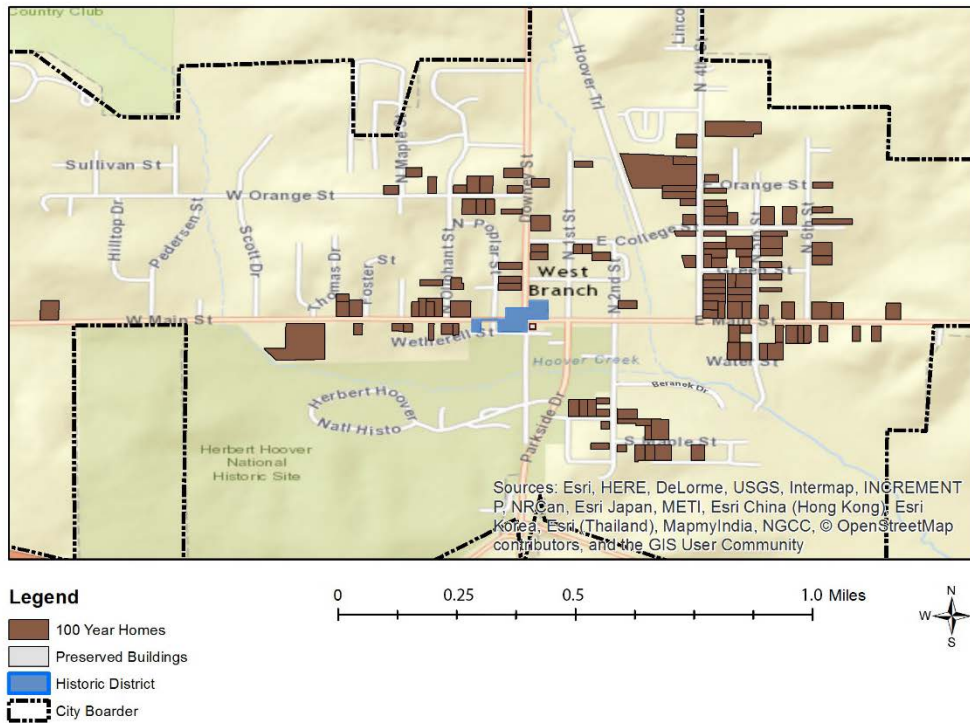 Country Club
Lincol
N 4th St
Hoover Trl
N Maple St
Downey St
Sullivan St
W Orange St
E Orange St
Hilltop Dr
Pedersen St
Scott Dr
N Poplar St
N Oliphant St
N 1st St
E College St
N 5th St
N 6th St
Green St
Thomas Dr
Foster St
West
Branch
N 2nd St
W Main St
E Main St
Wetherell St
Hoover Creek
Water St
Beranek Dr
Herbert Hoover
Natl Histo
Parkside Dr
S Maple St
Herbert Hoover
National
Historic Site
Sources: Esri, HERE, DeLorme, USGS, Intermap, INCREMENT
P, NRCan, Esri Japan, METI, Esri China (Hong Kong), Esri
Korea, Esri (Thailand), MapmyIndia, NGCC, © OpenStreetMap
contributors, and the GIS User Community
Legend
100 Year Homes
Preserved Buildings
Historic District
City Boarder
0 0.25 0.5 1.0 Miles
N
W
S